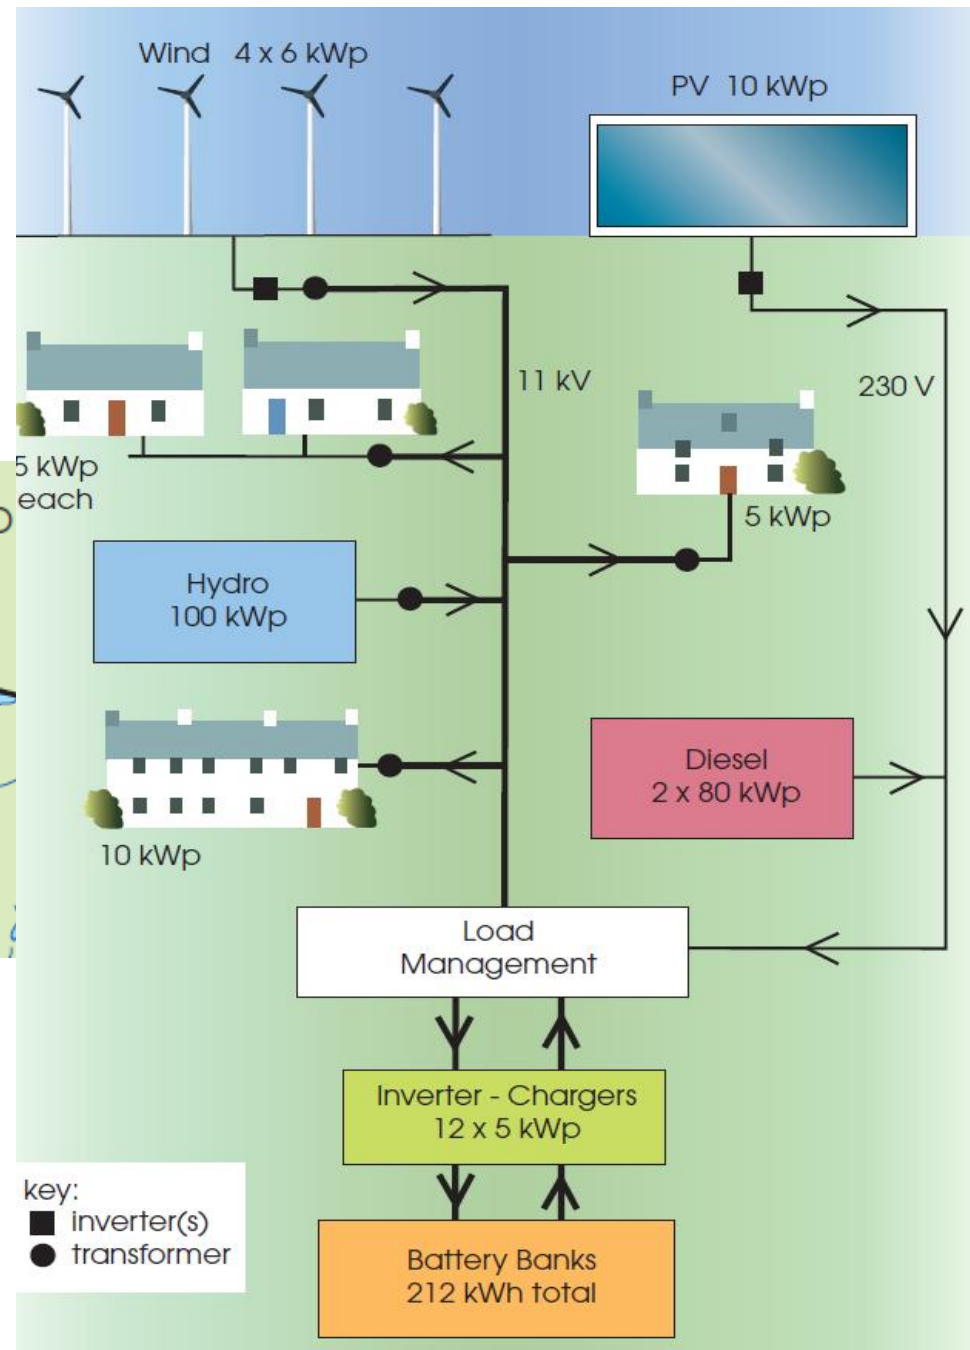 Wind 4 x 6 kWp
PV 10 kWp
11 kV
230 V
5 kWp
each
5 kWp
Hydro
100 kWp
Diesel
2 x 80 kWp
10 kWp
Load
Management
Inverter - Chargers
12 x 5 kWp
key:
inverter(s)
transformer
Battery Banks
212 kWh total